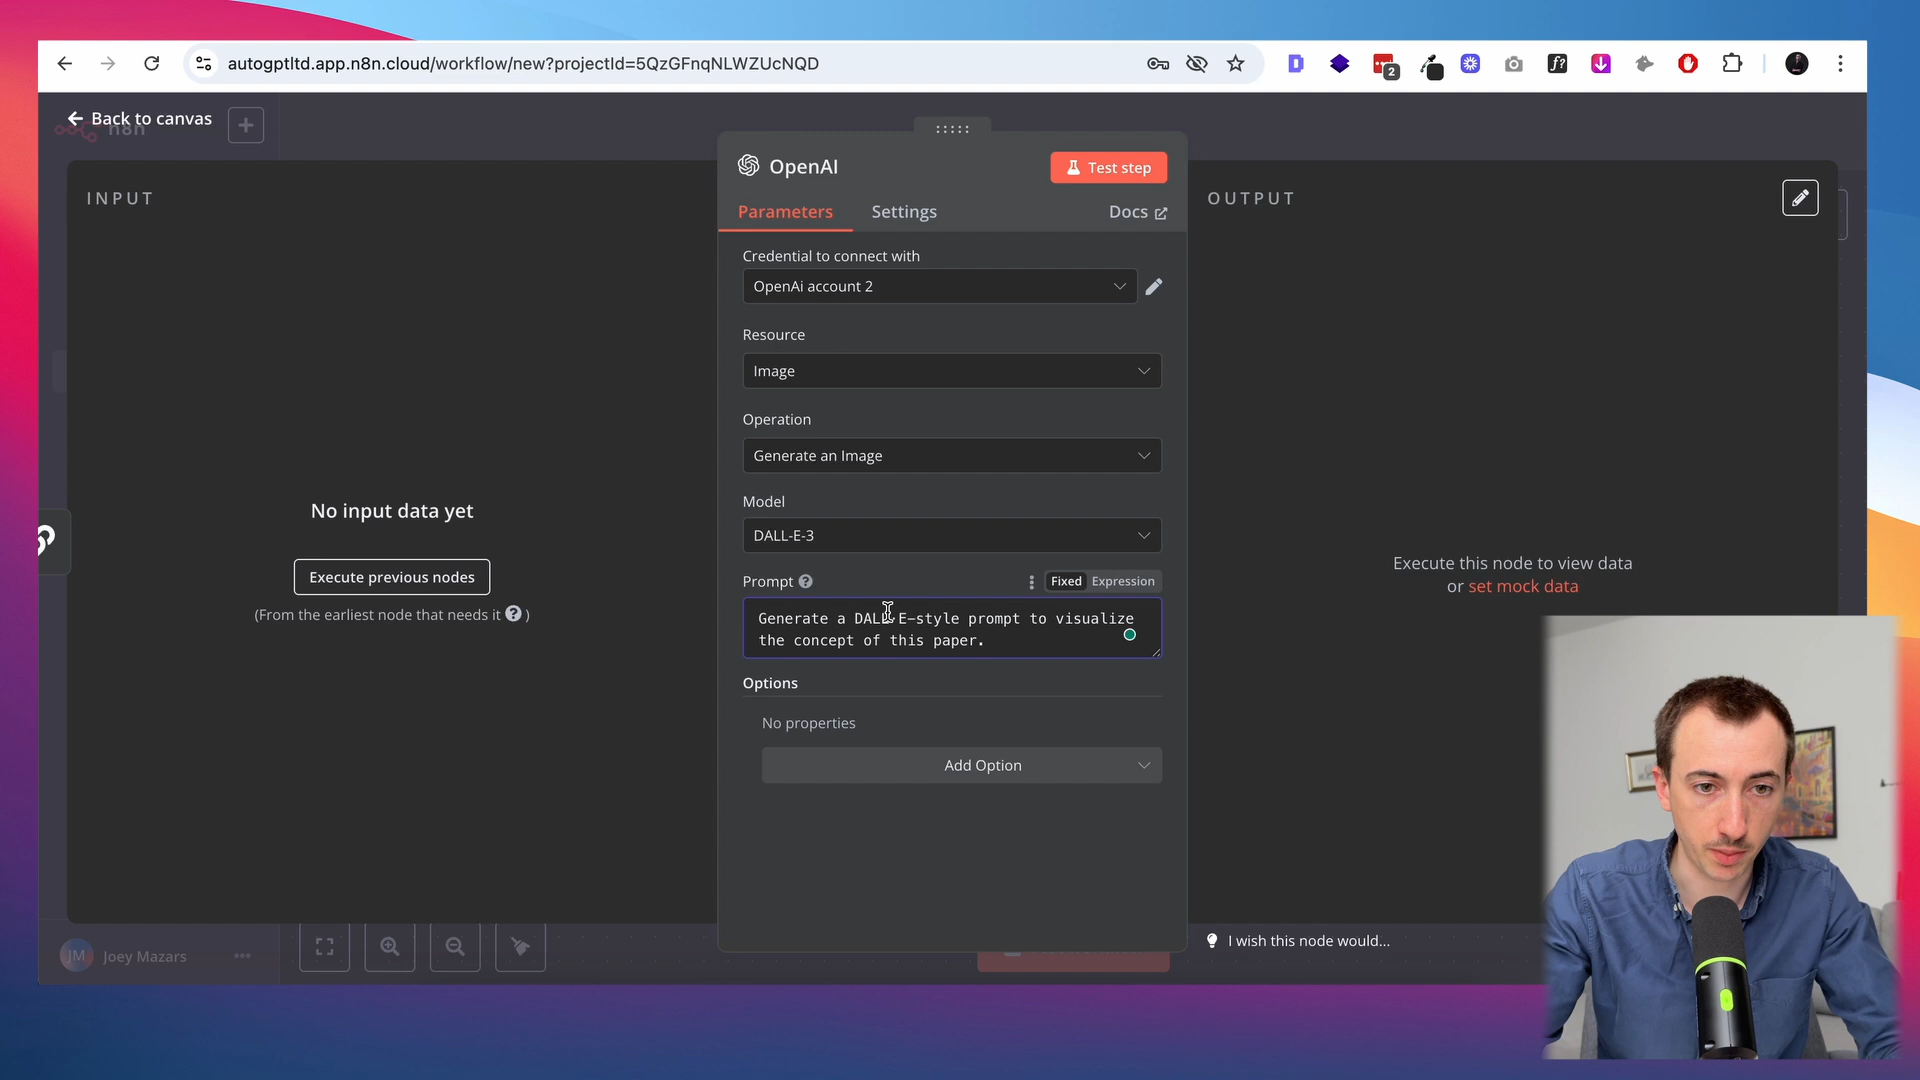 autogptltd.app.n8n.cloud/workflow/new?projectId=5QzGFnqNLWZUcNQD
2
f?
Back to canvas
n8n
OpenAI
Test step
INPUT
Parameters
Settings
Docs
OUTPUT
Credential to connect with
OpenAi account 2
Resource
Image
Operation
Generate an Image
Model
DALL-E-3
No input data yet
Execute previous nodes
(From the earliest node that needs it ? )
Prompt ?
Fixed
Expression
Generate a DALL·E-style prompt to visualize
the concept of this paper.
Execute this node to view data
or set mock data
Options
No properties
Add Option
I wish this node would...
JM
Joey Mazars